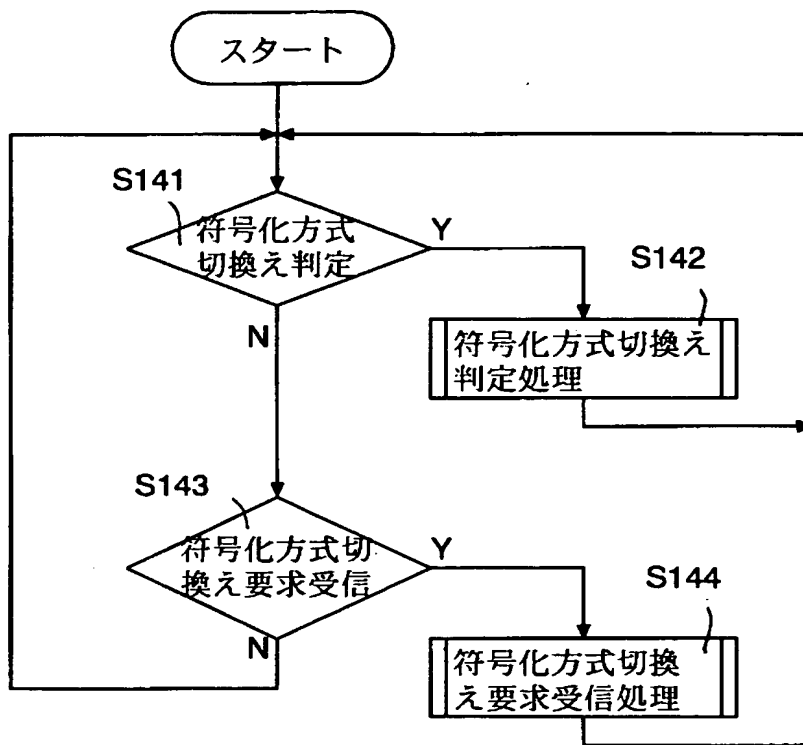 スタート
S141
符号化方式
切換え判定
Y
N
S142
符号化方式切換え
判定処理
S143
符号化方式切
換え要求受信
Y
N
S144
符号化方式切換
え要求受信処理